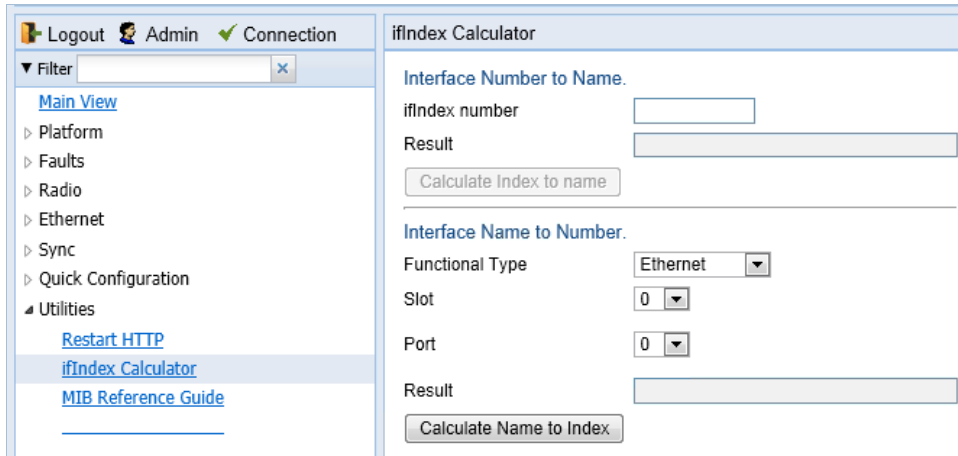 Logout Admin Connection
Filter
Main View
Platform
Faults
Radio
Ethernet
Sync
Quick Configuration
Utilities
Restart HTTP
ifIndex Calculator
MIB Reference Guide
ifIndex Calculator
Interface Number to Name.
ifIndex number
Result
Calculate Index to name
Interface Name to Number.
Functional Type Ethernet
Slot 0
Port 0
Result
Calculate Name to Index